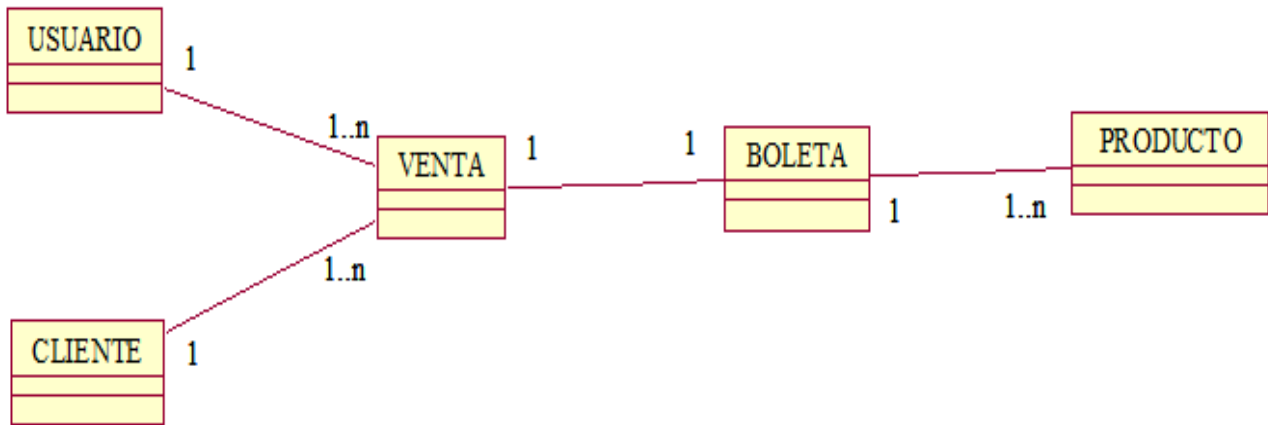 USUARIO
1
1..n
VENTA
1
1
BOLETA
1
1..n
PRODUCTO
1..n
CLIENTE
1